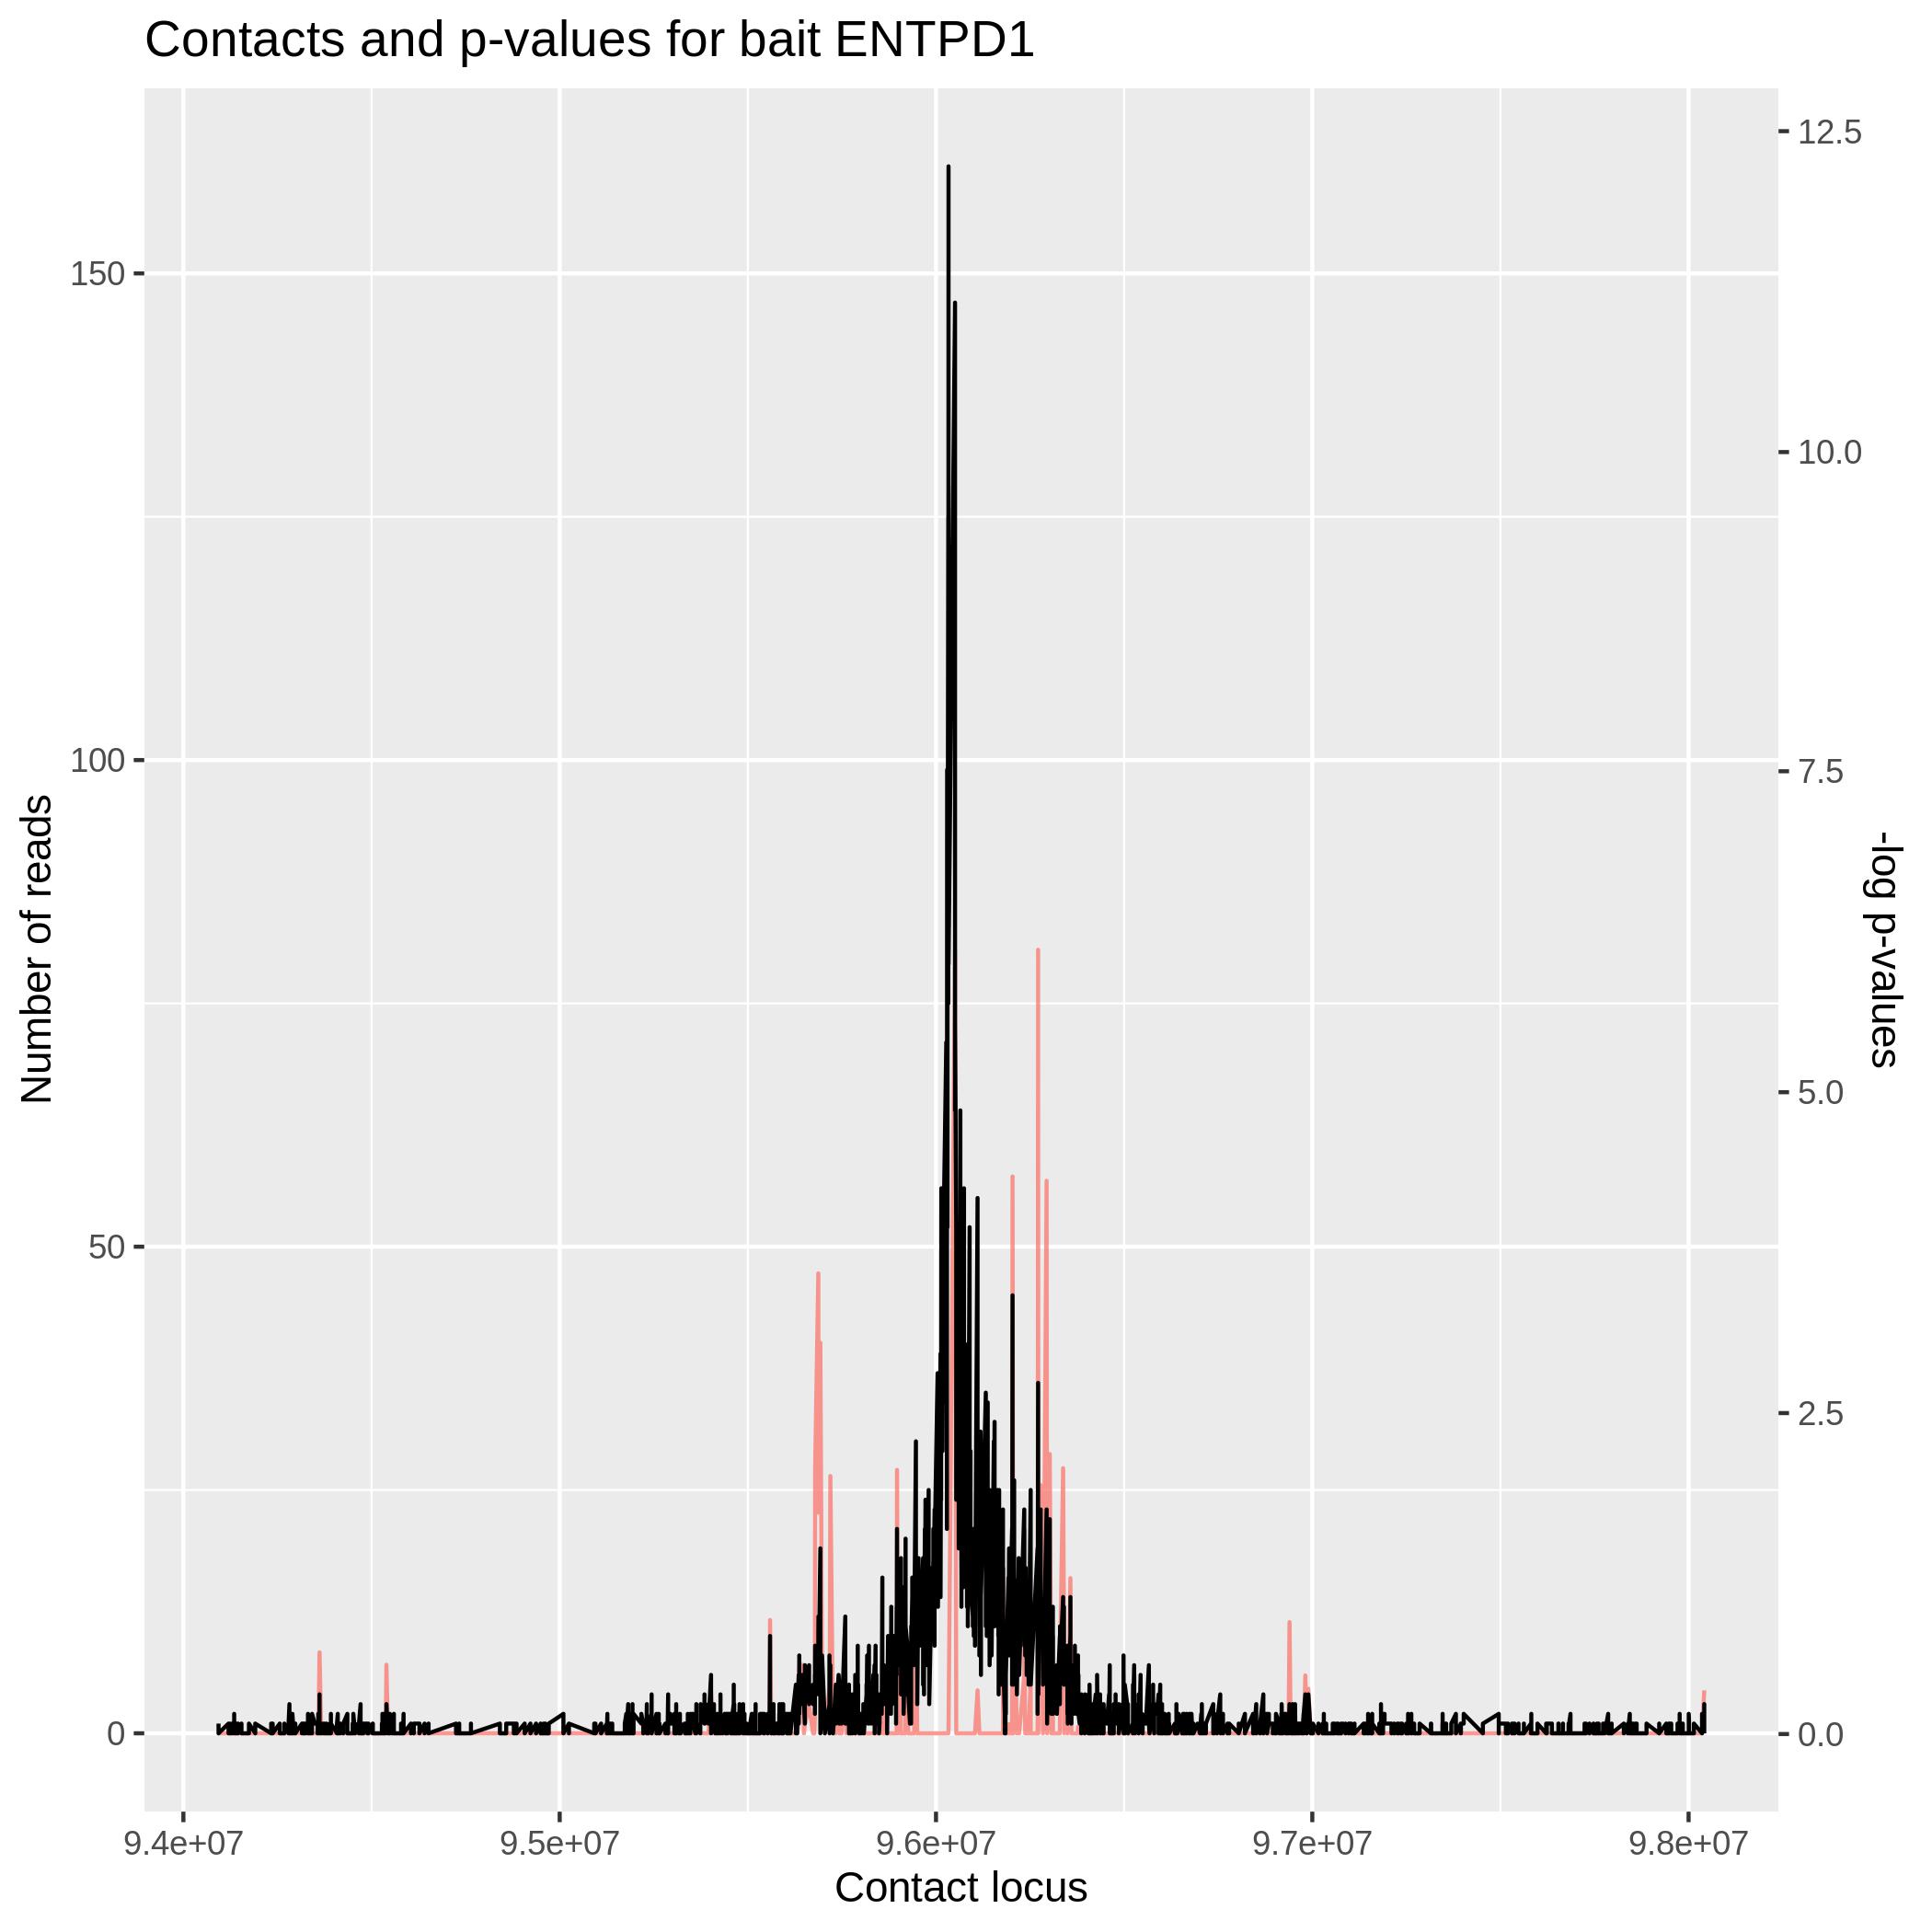 Contacts and p-values for bait ENTPD1
150
100
50
0
Number of reads
12.5
10.0
7.5
5.0
2.5
0.0
-log p-values
9.4e+07 9.5e+07 9.6e+07 9.7e+07 9.8e+07
Contact locus